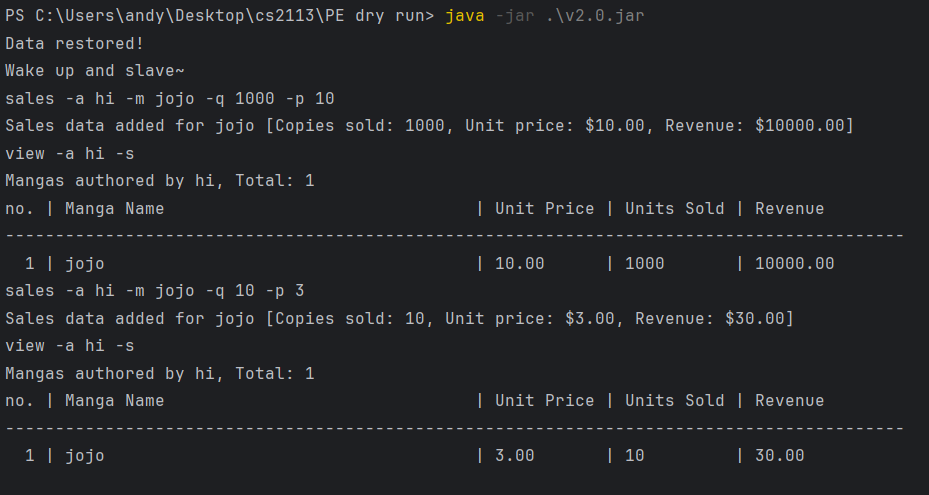 PS C:\Users\andy\Desktop\cs2113\PE dry run> java -jar .\v2.0.jar
Data restored!
Wake up and slave~
sales -a hi -m jojo -q 1000 -p 10
Sales data added for jojo [Copies sold: 1000, Unit price: $10.00, Revenue: $10000.00]
view -a hi -s
Mangas authored by hi, Total: 1
no. | Manga Name                               | Unit Price | Units Sold | Revenue
------------------------------------------------------------------------------------------
  1 | jojo                                     | 10.00      | 1000       | 10000.00
sales -a hi -m jojo -q 10 -p 3
Sales data added for jojo [Copies sold: 10, Unit price: $3.00, Revenue: $30.00]
view -a hi -s
Mangas authored by hi, Total: 1
no. | Manga Name                               | Unit Price | Units Sold | Revenue
------------------------------------------------------------------------------------------
  1 | jojo                                     | 3.00       | 10         | 30.00